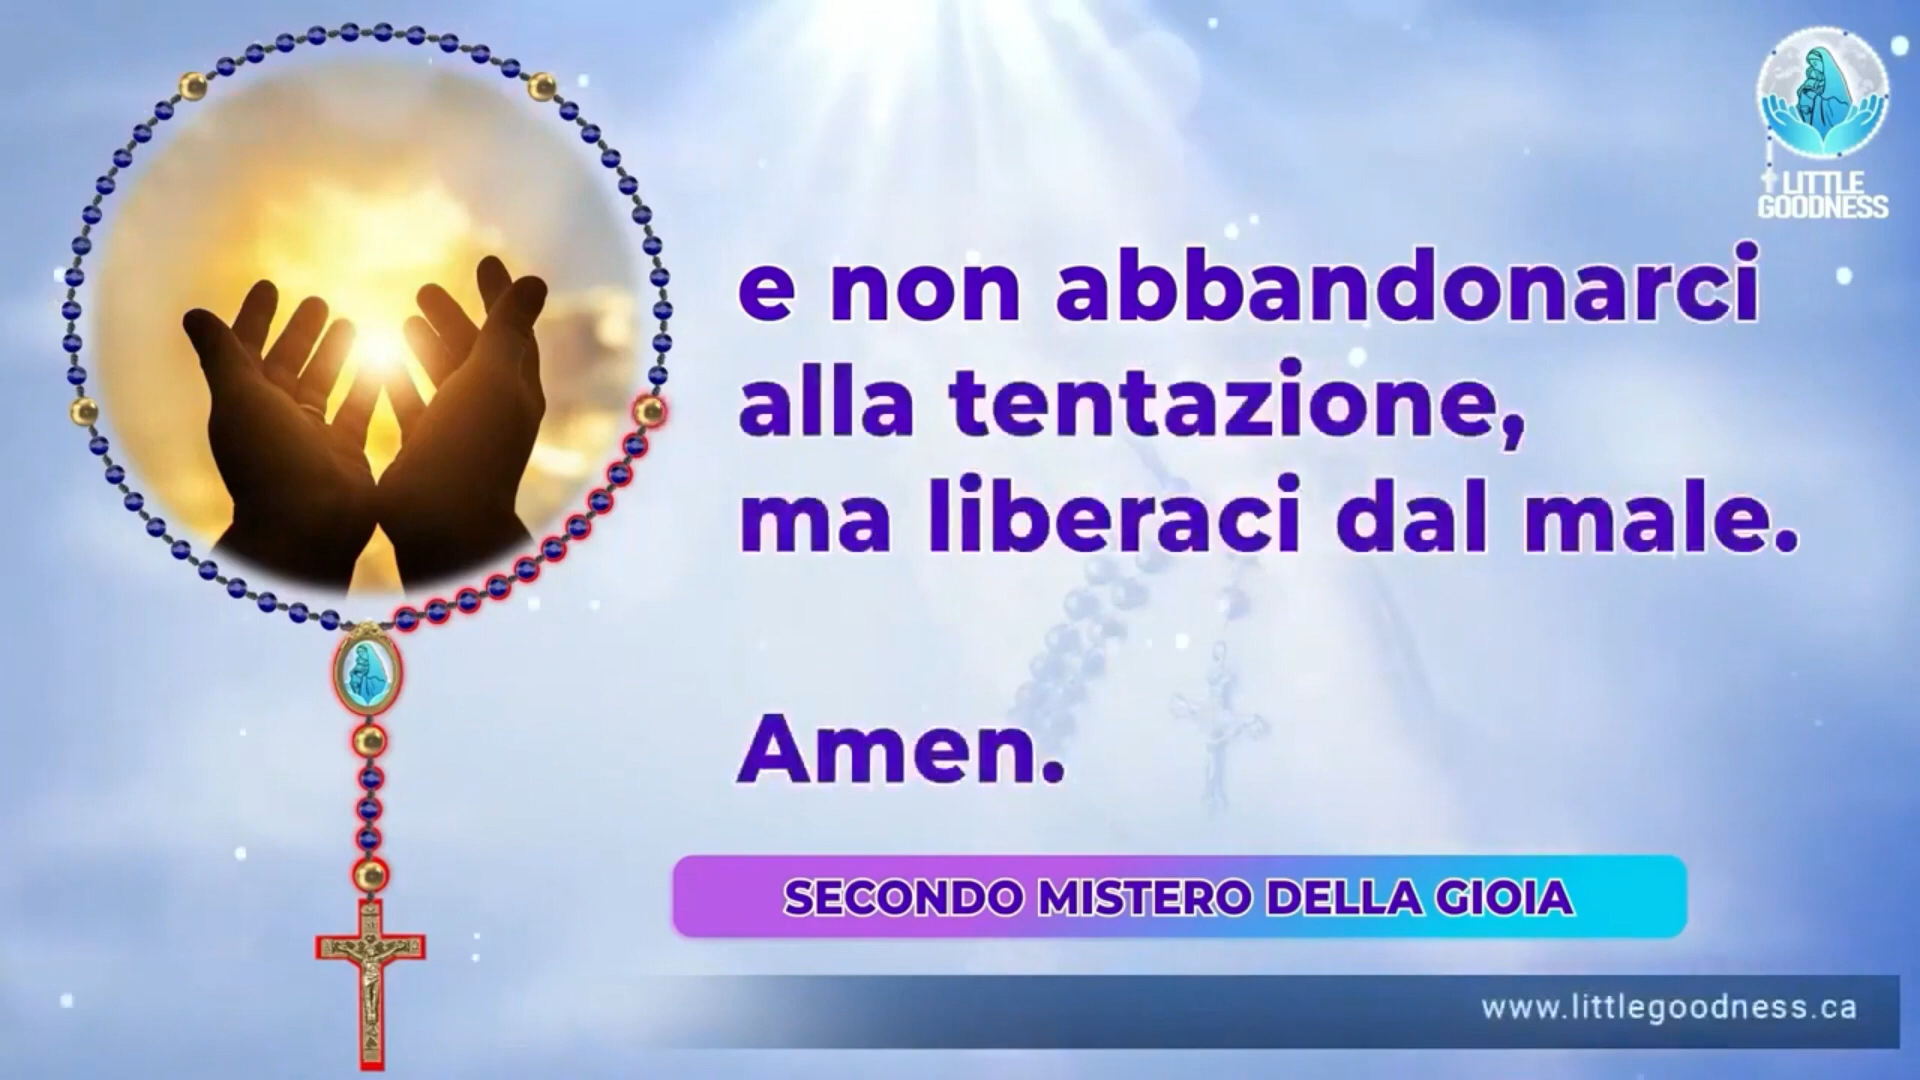 LITTLE
GOODNESS
e non abbandonarci
alla tentazione,
ma liberaci dal male.
Amen.
SECONDO MISTERO DELLA GIOIA
www.littlegoodness.ca